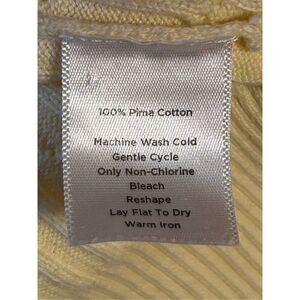 100% Pima Cotton
Machine Wash Cold
Gentle Cycle
Only Non-Chlorine
Bleach
Reshape
Lay Flat To Dry
Warm Iron